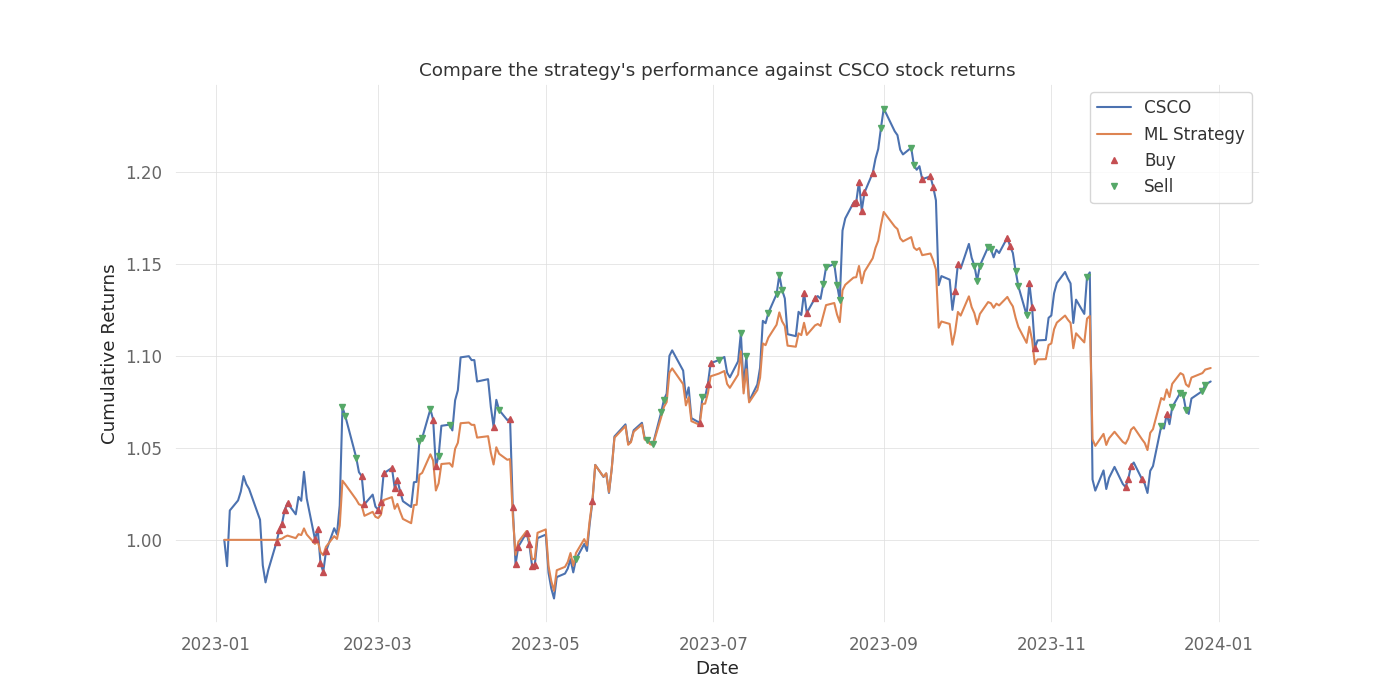 Compare the strategy's performance against CSCO stock returns
CSCO
ML Strategy
Buy
Sell
1.20
1.15
1.10
1.05
1.00
Cumulative Returns
2023-01 2023-03 2023-05 2023-07 2023-09 2023-11 2024-01
Date